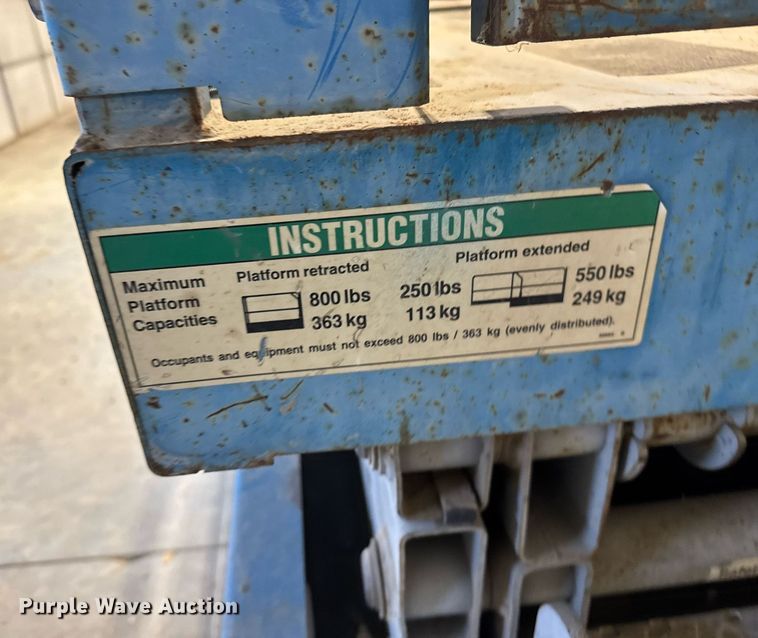 INSTRUCTIONS
Maximum Platform Capacities
Platform retracted
800 lbs
363 kg
Platform extended
250 lbs
113 kg
550 lbs
249 kg
Occupants and equipment must not exceed 800 lbs / 363 kg (evenly distributed).
Purple Wave Auction